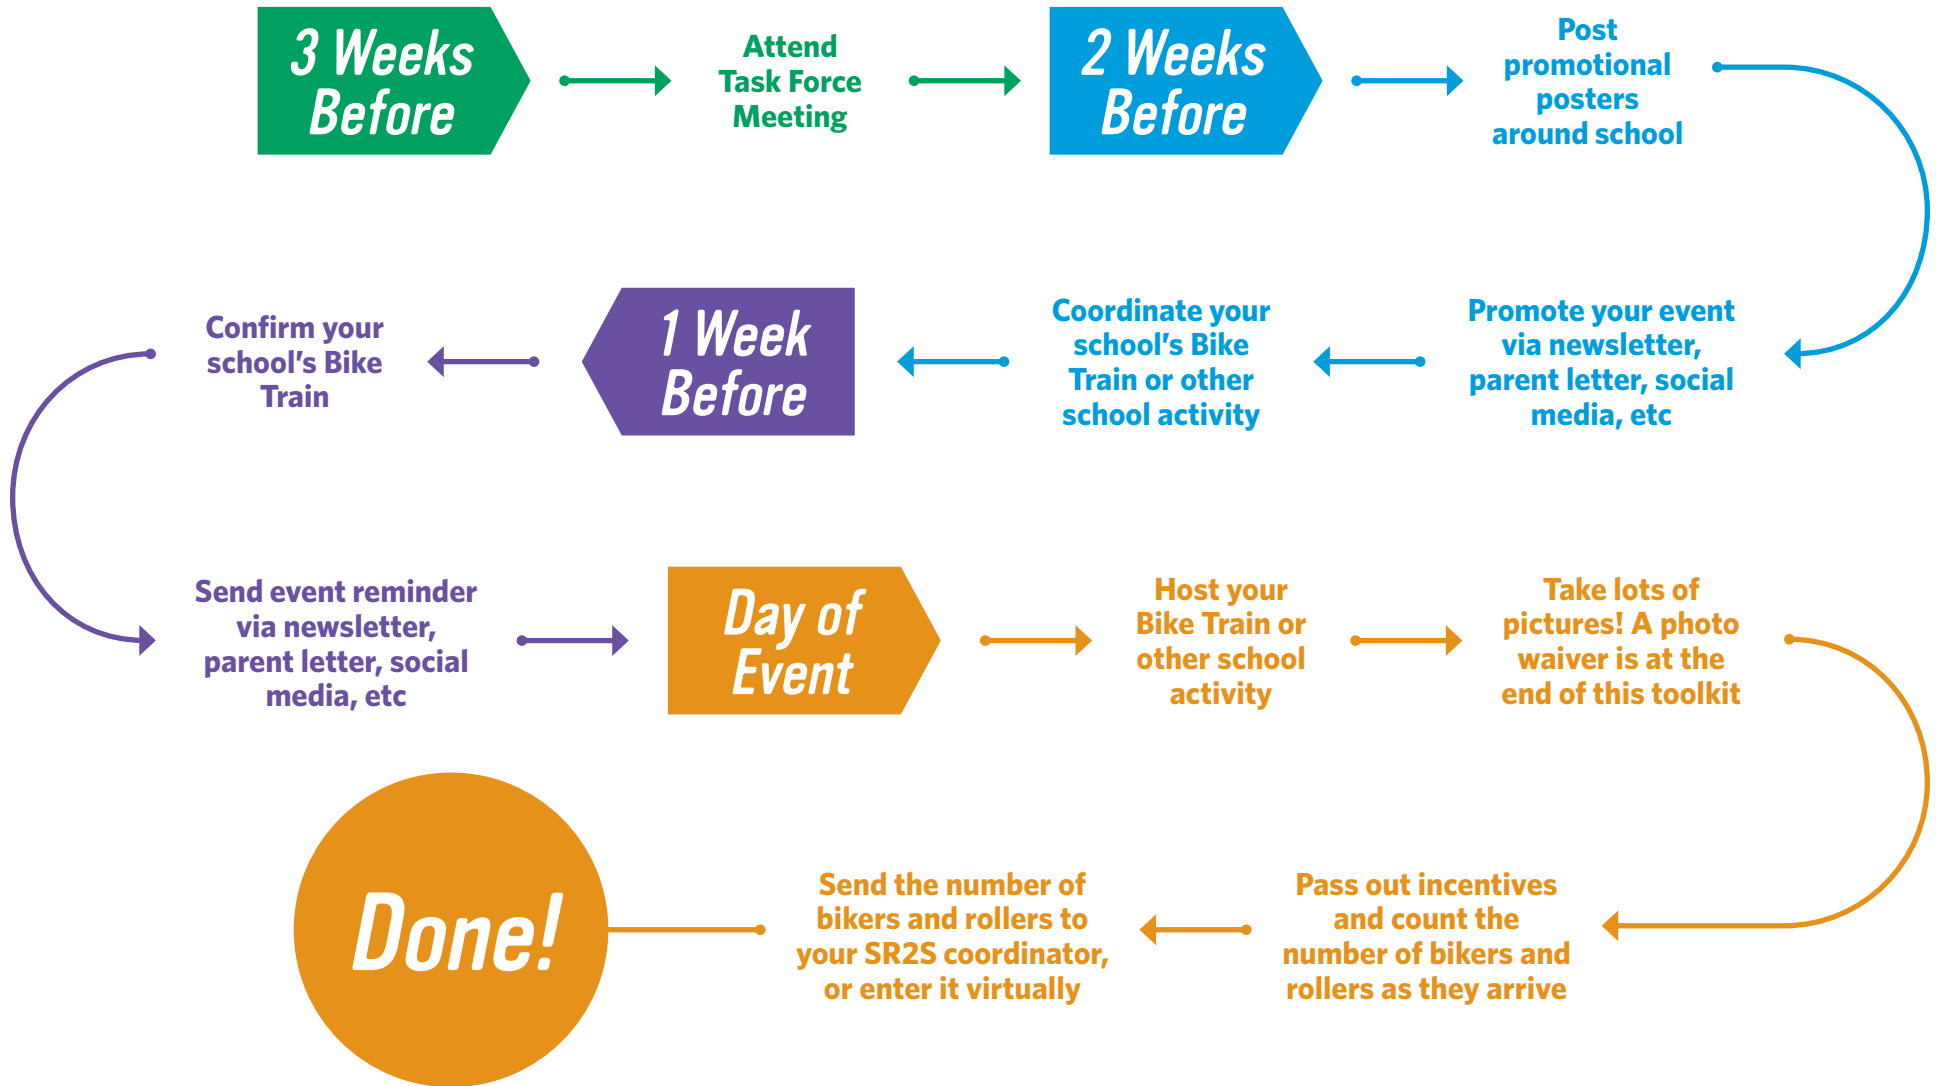 3 Weeks
Before
Attend
Task Force
Meeting
2 Weeks
Before
Post
promotional
posters
around school
Promote your event
via newsletter,
parent letter, social
media, etc
Coordinate your
school's Bike
Train or other
school activity
1 Week
Before
Confirm your
school's Bike
Train
Send event reminder
via newsletter,
parent letter, social
media, etc
Day of
Event
Host your
Bike Train or
other school
activity
Take lots of
pictures! A photo
waiver is at the
end of this toolkit
Pass out incentives
and count the
number of bikers and
rollers as they arrive
Send the number of
bikers and rollers to
your SR2S coordinator,
or enter it virtually
Done!